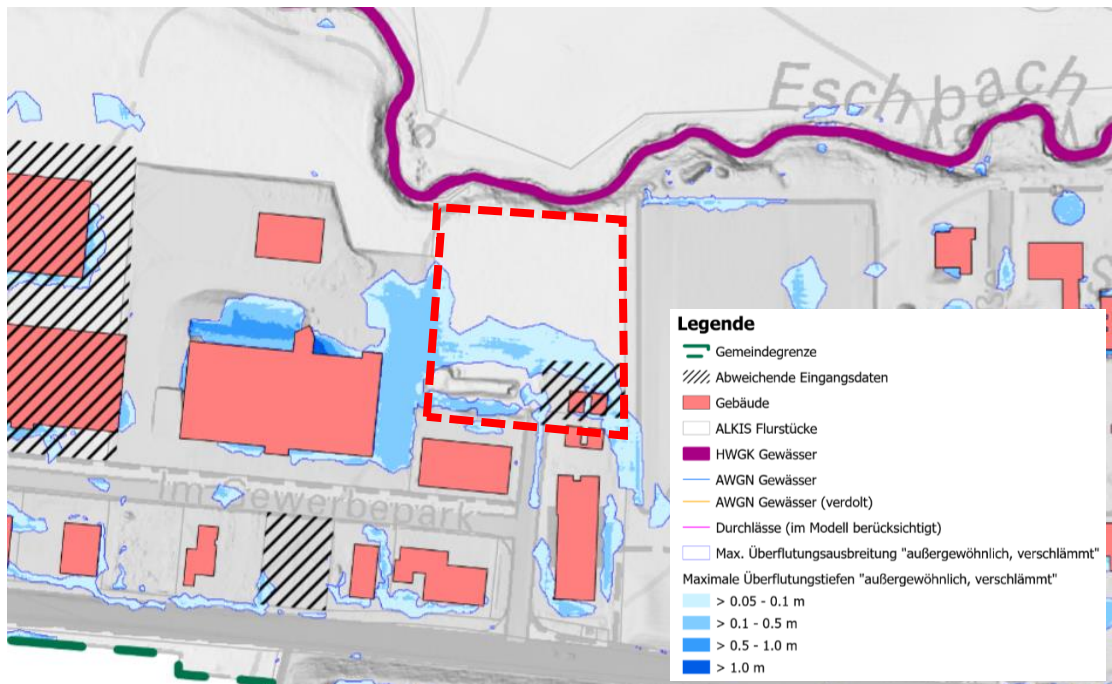 Eschbach
Im Gewerbepark
Legende
Gemeindegrenze
Abweichende Eingangsdaten
Gebäude
ALKIS Flurstücke
HWGK Gewässer
AWGN Gewässer
AWGN Gewässer (verdolt)
Durchlässe (im Modell berücksichtigt)
Max. Überflutungsausbreitung "außergewöhnlich, verschlämmt"
Maximale Überflutungstiefen "außergewöhnlich, verschlämmt"
> 0.05 - 0.1 m
> 0.1 - 0.5 m
> 0.5 - 1.0 m
> 1.0 m